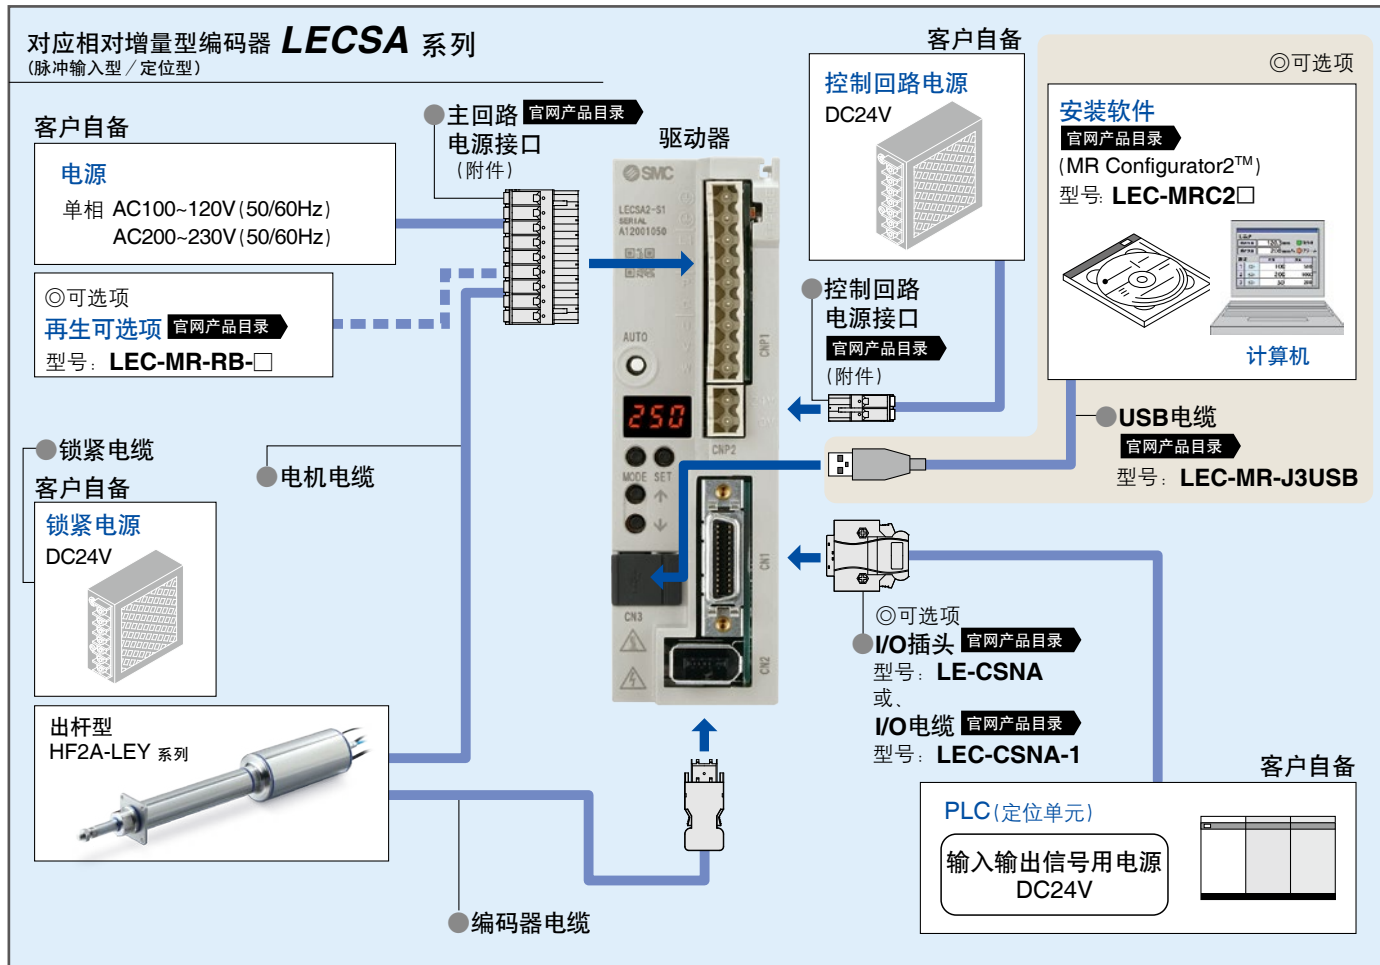 对应相对增量型编码器 LECSA 系列
(脉冲输入型／定位型)
客户自备
电源
单相 AC100~120V(50/60Hz)
AC200~230V(50/60Hz)
◎可选项
再生可选项 官网产品目录
型号: LEC-MR-RB-□
主回路 官网产品目录
电源接口
(附件)
驱动器
SMC
LECSA2-S1
SERIAL
A12001050
AUTO
250
MODE SET
CNP1
CNP2
CN1
CN2
CN3
客户自备
控制回路电源
DC24V
控制回路
电源接口
官网产品目录
(附件)
◎可选项
安装软件
官网产品目录
(MR Configurator2™)
型号: LEC-MRC2□
计算机
USB电缆
官网产品目录
型号: LEC-MR-J3USB
锁紧电缆
客户自备
锁紧电源
DC24V
电机电缆
出杆型
HF2A-LEY 系列
编码器电缆
◎可选项
I/O插头 官网产品目录
型号: LE-CSNA
或、
I/O电缆 官网产品目录
型号: LEC-CSNA-1
客户自备
PLC(定位单元)
输入输出信号用电源
DC24V